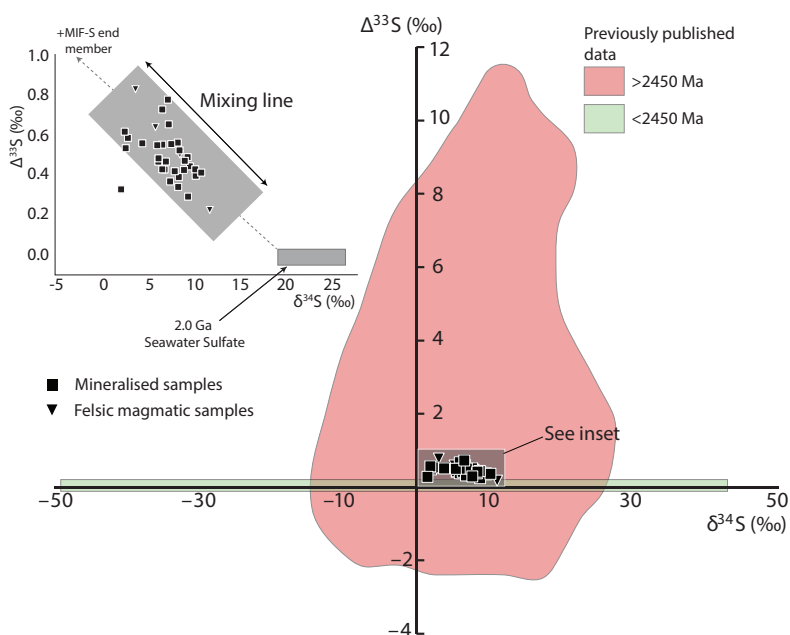 Δ³³S (‰)
12
10
8
6
4
2
−2
−4
−50
−30
−10
10
30
50
δ³⁴S (‰)
Previously published
data
>2450 Ma
<2450 Ma
See inset
+MIF-S end
member
Mixing line
Δ³³S (‰)
1.0
0.8
0.6
0.4
0.2
0.0
-5
0
5
10
15
20
25
δ³⁴S (‰)
2.0 Ga
Seawater Sulfate
Mineralised samples
Felsic magmatic samples